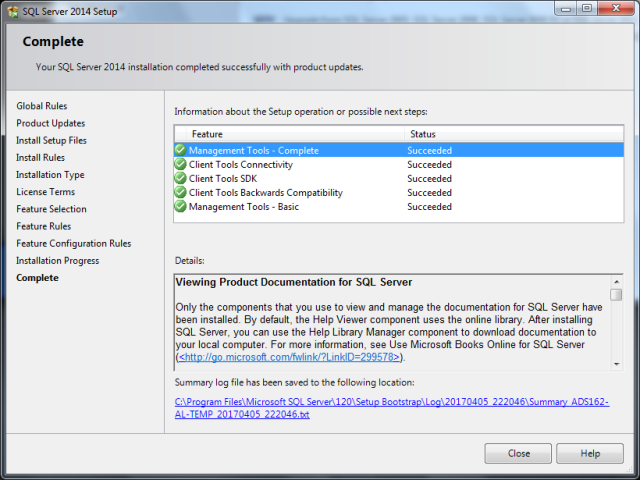 SQL Server 2014 Setup
Complete
Your SQL Server 2014 installation completed successfully with product updates.
Global Rules
Product Updates
Install Setup Files
Install Rules
Installation Type
License Terms
Feature Selection
Feature Rules
Feature Configuration Rules
Installation Progress
Complete
Information about the Setup operation or possible next steps:
Feature Status
Management Tools - Complete Succeeded
Client Tools Connectivity Succeeded
Client Tools SDK Succeeded
Client Tools Backwards Compatibility Succeeded
Management Tools - Basic Succeeded
Details:
Viewing Product Documentation for SQL Server
Only the components that you use to view and manage the documentation for SQL Server have
been installed. By default, the Help Viewer component uses the online library. After installing
SQL Server, you can use the Help Library Manager component to download documentation to
your local computer. For more information, see Use Microsoft Books Online for SQL Server
(<http://go.microsoft.com/fwlink/?LinkID=299578>).
Summary log file has been saved to the following location:
C:\Program Files\Microsoft SQL Server\120\Setup Bootstrap\Log\20170405_222046\Summary_ADS162-
AL-TEMP_20170405_222046.txt
Close Help